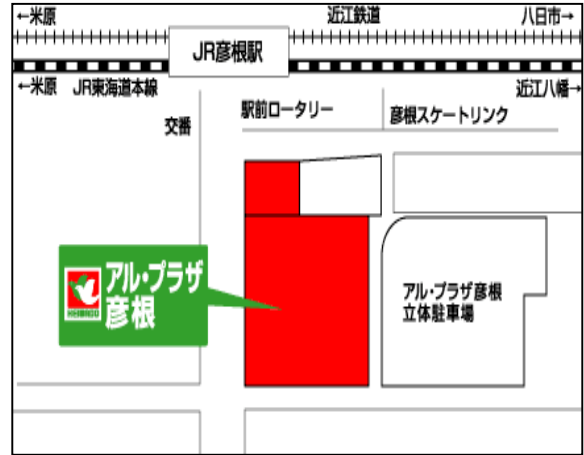 ←米原 近江鉄道 八日市→
JR彦根駅
←米原 JR東海道本線 近江八幡→
交番
駅前ロータリー
彦根スケートリンク
HEIWADO
アル・プラザ
彦根
アル・プラザ彦根
立体駐車場